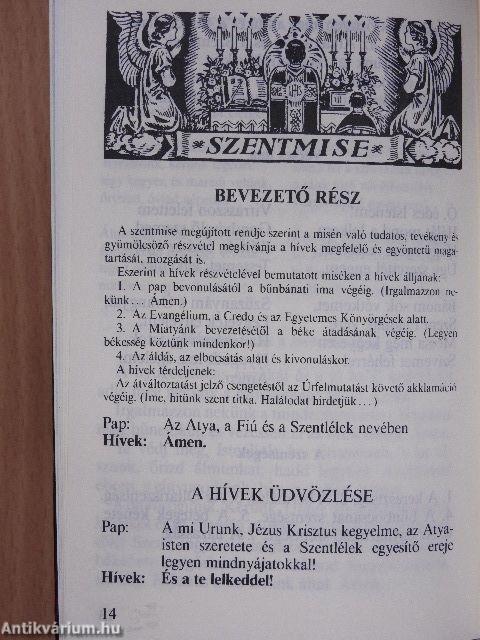 * SZENTMISE *
BEVEZETŐ RÉSZ
A szentmise megújított rendje szerint a misén való tudatos, tevékeny és
gyümölcsöző részvétel megkívánja a hívek megfelelő és egyöntetű maga-
tartását, mozgását is.
Eszerint a hívek részvételével bemutatott miséken a hívek álljanak:
1. A pap bevonulásától a bűnbánati ima végéig. (Irgalmazzon ne-
künk... Ámen.)
2. Az Evangélium, a Credo és az Egyetemes Könyörgések alatt.
3. A Miatyánk bevezetésétől a béke átadásának végéig. (Legyen
békesség köztünk mindenkor!)
4. Az áldás, az elbocsátás alatt és kivonuláskor.
A hívek térdeljenek:
Az átváltoztatást jelző csengetéstől az Úrfelmutatást követő akklamáció
végéig. (Íme, hitünk szent titka. Halálodat hirdetjük...)
Pap: Az Atya, a Fiú és a Szentlélek nevében
Hívek: Ámen.
A HÍVEK ÜDVÖZLÉSE
Pap: A mi Urunk, Jézus Krisztus kegyelme, az Atya-
isten szeretete és a Szentlélek egyesítő ereje
legyen mindnyájatokkal!
Hívek: És a te lelkeddel!
14
Antikvárium.hu